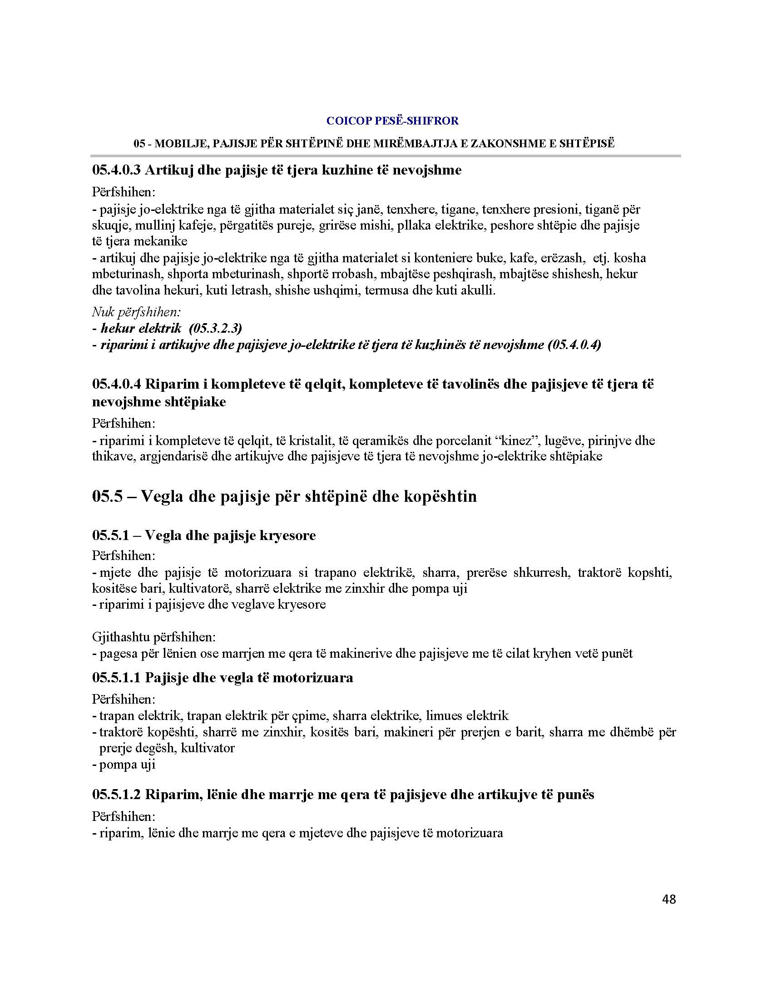 COICOP PESË-SHIFROR
05 - MOBILJE, PAJISJE PËR SHTËPINË DHE MIRËMBAJTJA E ZAKONSHME E SHTËPISË
05.4.0.3 Artikuj dhe pajisje të tjera kuzhine të nevojshme
Përfshihen:
- pajisje jo-elektrike nga të gjitha materialet siç janë, tenxhere, tigane, tenxhere presioni, tiganë për
skuqje, mullinj kafeje, përgatitës pureje, grirëse mishi, pllaka elektrike, peshore shtëpie dhe pajisje
të tjera mekanike
- artikuj dhe pajisje jo-elektrike nga të gjitha materialet si konteniere buke, kafe, erëzash,  etj. kosha
mbeturinash, shporta mbeturinash, shportë rrobash, mbajtëse peshqirash, mbajtëse shishesh, hekur
dhe tavolina hekuri, kuti letrash, shishe ushqimi, termusa dhe kuti akulli.
Nuk përfshihen:
- hekur elektrik  (05.3.2.3)
- riparimi i artikujve dhe pajisjeve jo-elektrike të tjera të kuzhinës të nevojshme (05.4.0.4)
05.4.0.4 Riparim i kompleteve të qelqit, kompleteve të tavolinës dhe pajisjeve të tjera të
nevojshme shtëpiake
Përfshihen:
- riparimi i kompleteve të qelqit, të kristalit, të qeramikës dhe porcelanit “kinez”, lugëve, pirinjve dhe
thikave, argjendarisë dhe artikujve dhe pajisjeve të tjera të nevojshme jo-elektrike shtëpiake
05.5 – Vegla dhe pajisje për shtëpinë dhe kopështin
05.5.1 – Vegla dhe pajisje kryesore
Përfshihen:
- mjete dhe pajisje të motorizuara si trapano elektrikë, sharra, prerëse shkurresh, traktorë kopshti,
kositëse bari, kultivatorë, sharrë elektrike me zinxhir dhe pompa uji
- riparimi i pajisjeve dhe veglave kryesore
Gjithashtu përfshihen:
- pagesa për lënien ose marrjen me qera të makinerive dhe pajisjeve me të cilat kryhen vetë punët
05.5.1.1 Pajisje dhe vegla të motorizuara
Përfshihen:
- trapan elektrik, trapan elektrik për çpime, sharra elektrike, limues elektrik
- traktorë kopështi, sharrë me zinxhir, kositës bari, makineri për prerjen e barit, sharra me dhëmbë për
prerje degësh, kultivator
- pompa uji
05.5.1.2 Riparim, lënie dhe marrje me qera të pajisjeve dhe artikujve të punës
Përfshihen:
- riparim, lënie dhe marrje me qera e mjeteve dhe pajisjeve të motorizuara
48